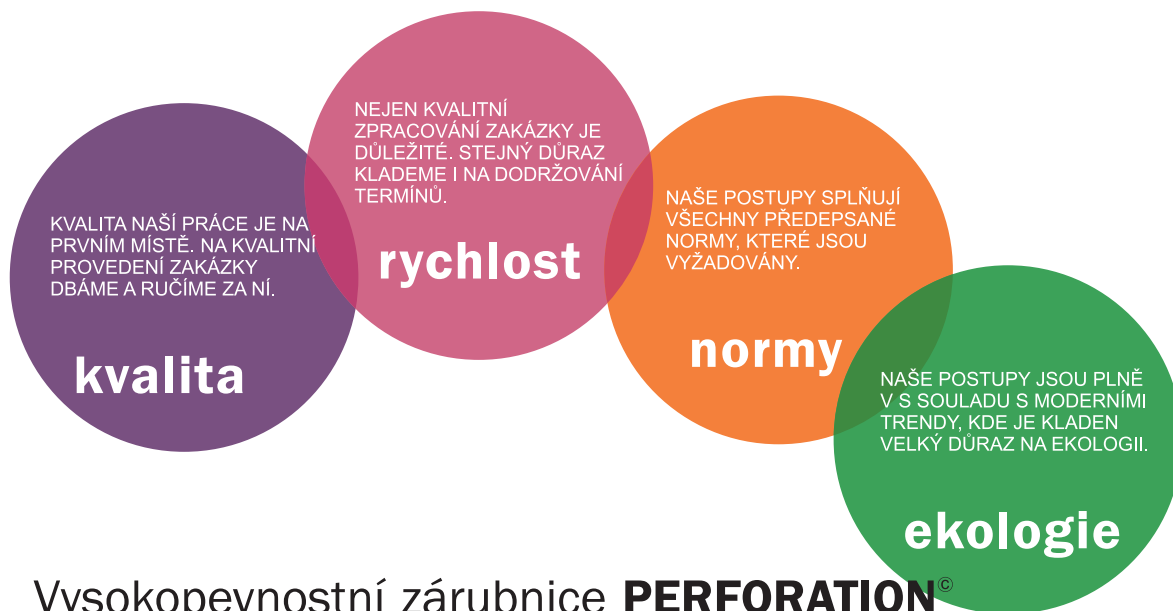 KVALITA NAŠÍ PRÁCE JE NA
PRVNÍM MÍSTĚ. NA KVALITNÍ
PROVEDENÍ ZAKÁZKY
DBÁME A RUČÍME ZA NÍ.
kvalita
NEJEN KVALITNÍ
ZPRACOVÁNÍ ZAKÁZKY JE
DŮLEŽITÉ. STEJNÝ DŮRAZ
KLADEME I NA DODRŽOVÁNÍ
TERMÍNŮ.
rychlost
NAŠE POSTUPY SPLŇUJÍ
VŠECHNY PŘEDEPSANÉ
NORMY, KTERÉ JSOU
VYŽADOVÁNY.
normy
NAŠE POSTUPY JSOU PLNĚ
V S SOULADU S MODERNÍMI
TRENDY, KDE JE KLADEN
VELKÝ DŮRAZ NA EKOLOGII.
ekologie
Vysokopevnostní zárubnice PERFORATION©